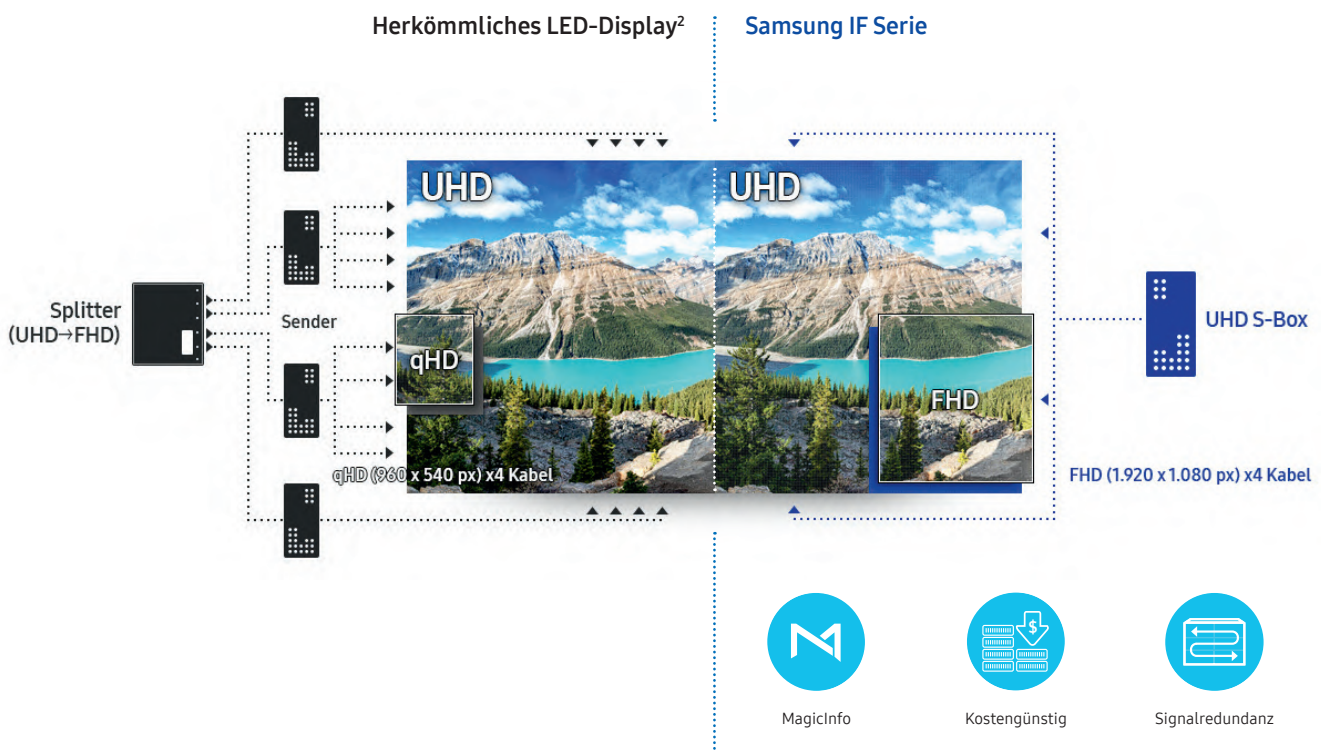 Herkömmliches LED-Display²
Samsung IF Serie
UHD
UHD
Splitter
(UHD→FHD)
Sender
UHD S-Box
qHD
FHD
qHD (960 x 540 px) x4 Kabel
FHD (1.920 x 1.080 px) x4 Kabel
$
MagicInfo
Kostengünstig
Signalredundanz